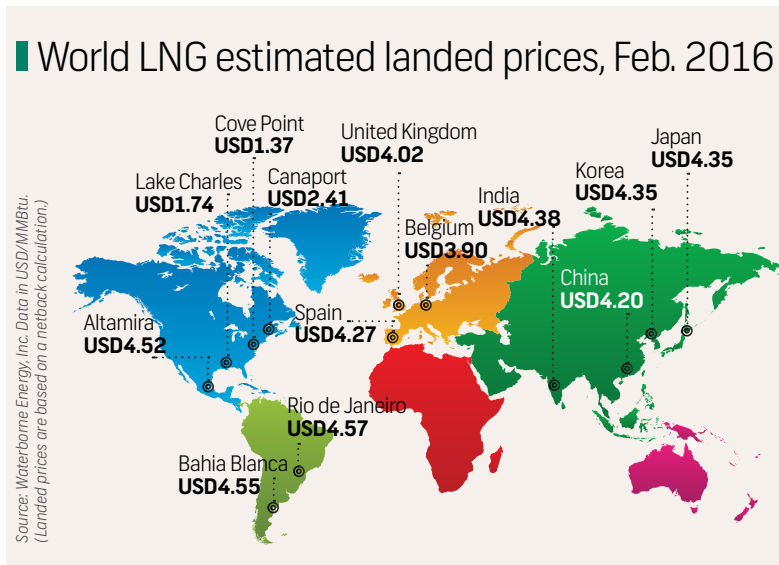 World LNG estimated landed prices, Feb. 2016
Cove Point
USD1.37
United Kingdom
USD4.02
Japan
USD4.35
Lake Charles
USD1.74
Canaport
USD2.41
Korea
USD4.35
India
USD4.38
Belgium
USD3.90
China
USD4.20
Altamira
USD4.52
Spain
USD4.27
Rio de Janeiro
USD4.57
Bahia Blanca
USD4.55
Source: Waterborne Energy, Inc. Data in USD/MMBtu.
(Landed prices are based on a netback calculation.)